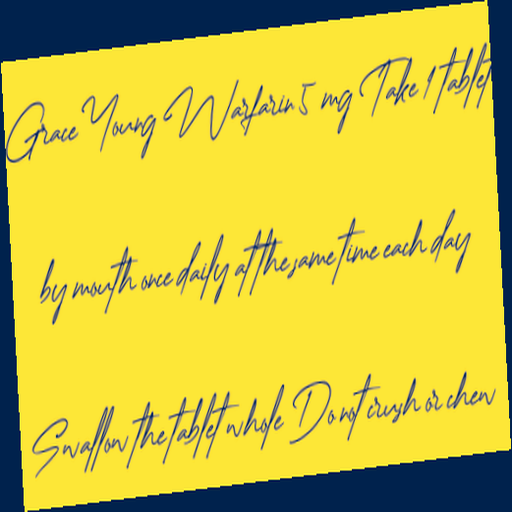 Grace Young Warfarin 5 mg Take 1 tablet
by mouth once daily at the same time each day
Swallow the tablet whole Do not crush or chew